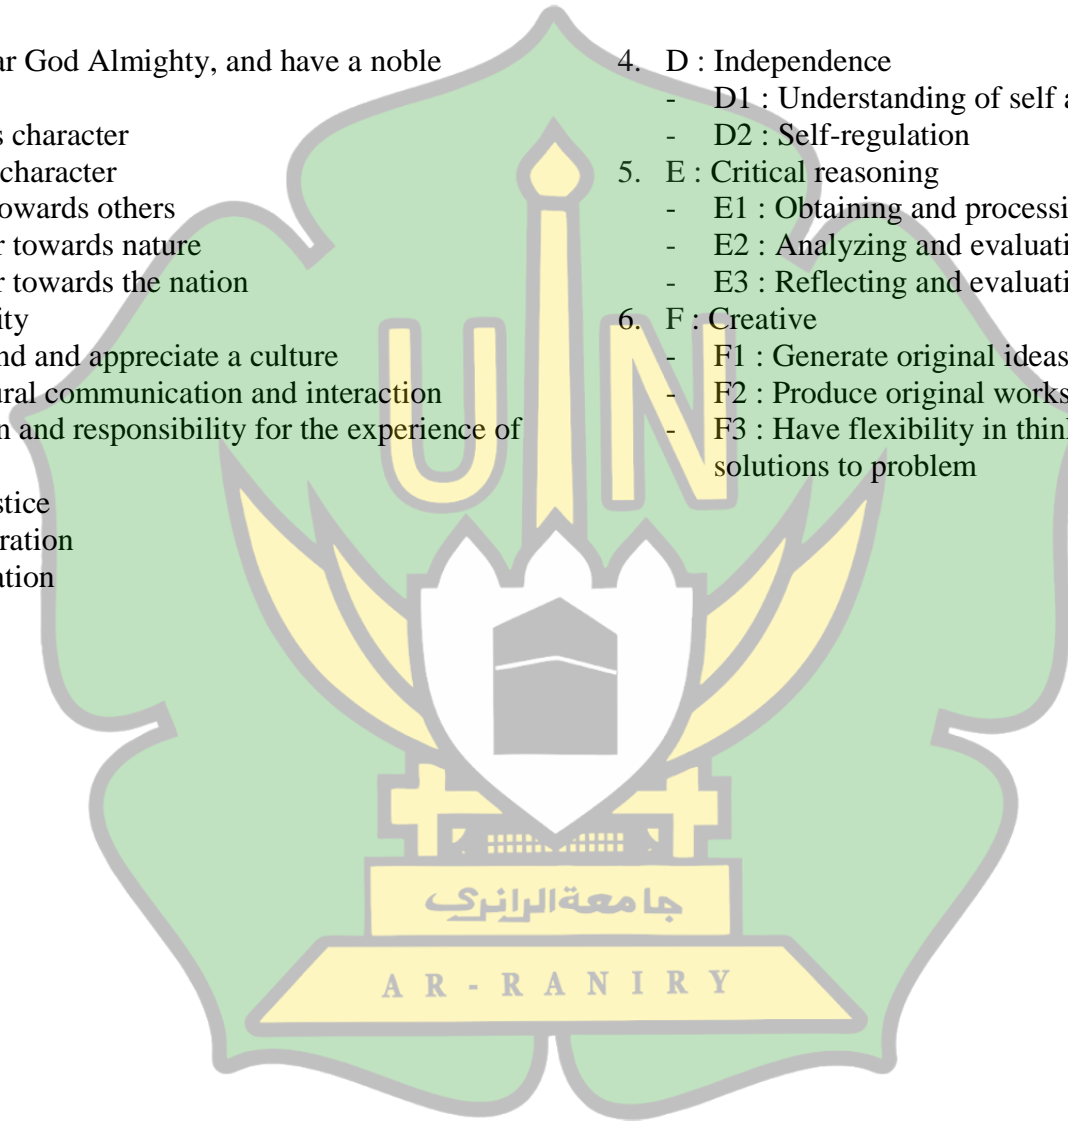 ar God Almighty, and have a noble
s character
character
owards others
r towards nature
r towards the nation
ity
nd and appreciate a culture
ural communication and interaction
n and responsibility for the experience of
stice
ration
ation
4. D : Independence
- D1 : Understanding of self a
- D2 : Self-regulation
5. E : Critical reasoning
- E1 : Obtaining and processi
- E2 : Analyzing and evaluati
- E3 : Reflecting and evaluati
6. F : Creative
- F1 : Generate original ideas
- F2 : Produce original works
- F3 : Have flexibility in thin
solutions to problem
UIN
جامعة الرانري
AR-RANIRY